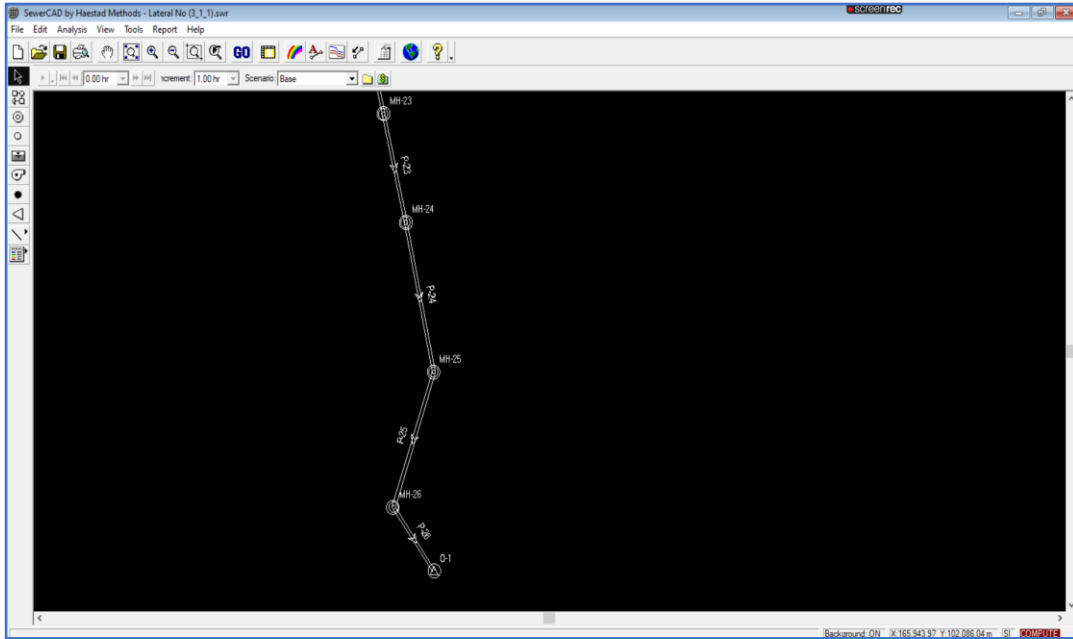 SewerCAD by Haestad Methods - Lateral No (3_1_1).swr
screenrec
File Edit Analysis View Tools Report Help
GO
0.00 hr increment: 1.00 hr Scenario: Base
MH-23
P-23
MH-24
P-24
MH-25
P-25
MH-26
P-26
O-1
Background: ON X:165,943.97 Y:102,086.04 m SI COMPUTE